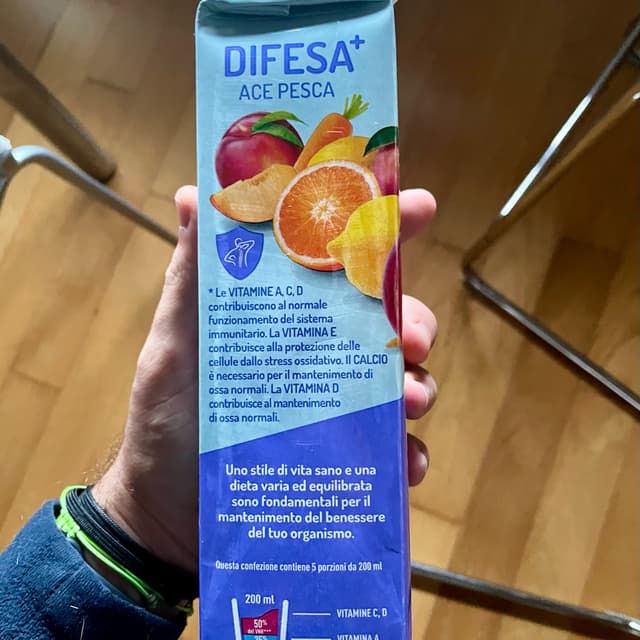 DIFESA+
ACE PESCA
* Le VITAMINE A, C, D
contribuiscono al normale
funzionamento del sistema
immunitario. La VITAMINA E
contribuisce alla protezione delle
cellule dallo stress ossidativo. Il CALCIO
è necessario per il mantenimento di
ossa normali. La VITAMINA D
contribuisce al mantenimento
di ossa normali.
Uno stile di vita sano e una
dieta varia ed equilibrata
sono fondamentali per il
mantenimento del benessere
del tuo organismo.
Questa confezione contiene 5 porzioni da 200 ml
200 ml
50%
VITAMINE C, D
VITAMINA A